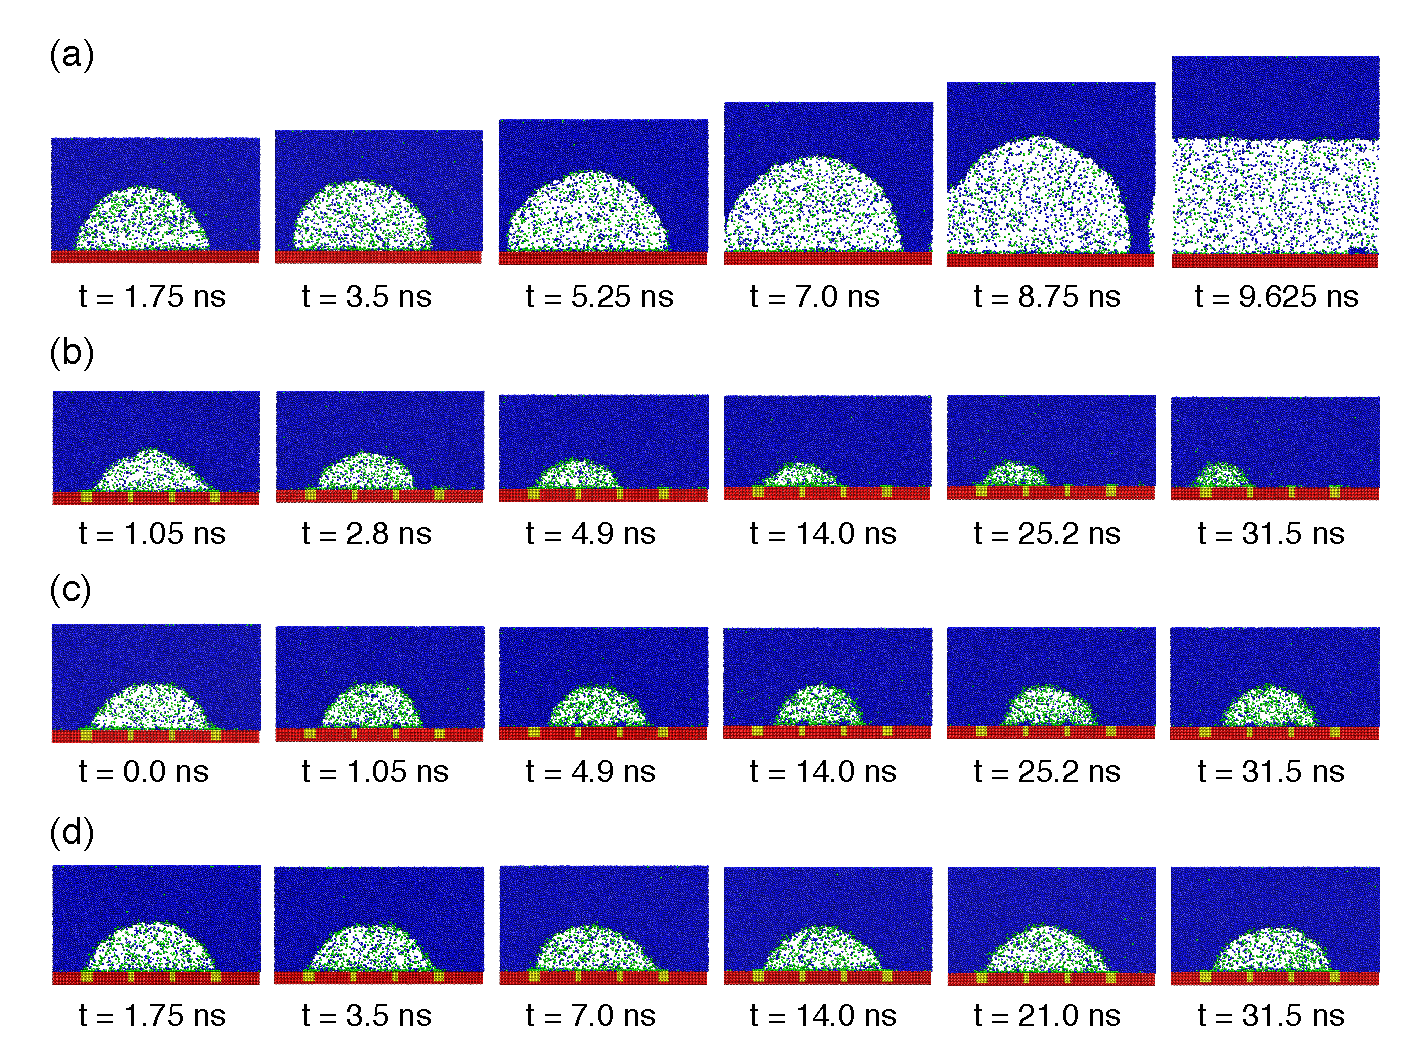 (a)
t = 1.75 ns t = 3.5 ns t = 5.25 ns t = 7.0 ns t = 8.75 ns t = 9.625 ns
(b)
t = 1.05 ns t = 2.8 ns t = 4.9 ns t = 14.0 ns t = 25.2 ns t = 31.5 ns
(c)
t = 0.0 ns t = 1.05 ns t = 4.9 ns t = 14.0 ns t = 25.2 ns t = 31.5 ns
(d)
t = 1.75 ns t = 3.5 ns t = 7.0 ns t = 14.0 ns t = 21.0 ns t = 31.5 ns